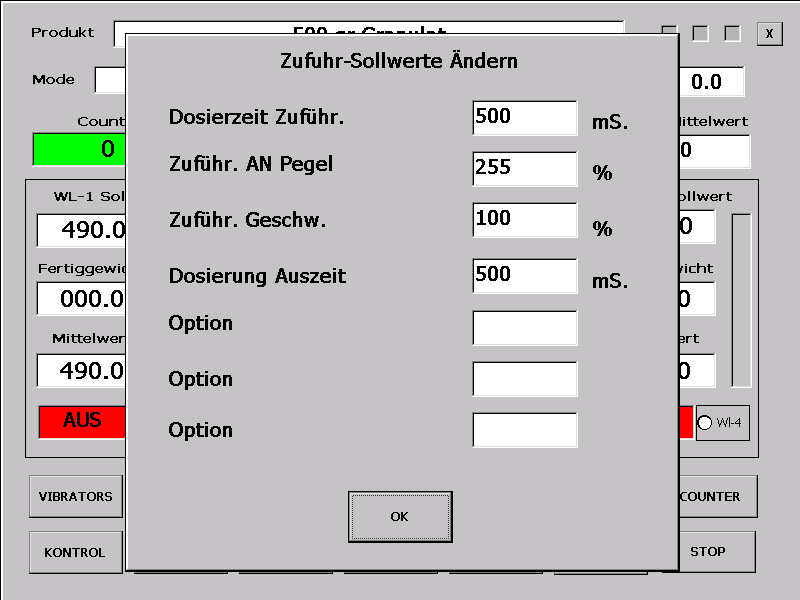 Produkt
500 gr Granulat
X
Zufuhr-Sollwerte Ändern
Mode
0.0
Dosierzeit Zuführ. 500 mS.
Count
0
Zuführ. AN Pegel 255 %
WL-1 Sol
490.0
Zuführ. Geschw. 100 %
Fertiggewic
000.0
Dosierung Auszeit 500 mS.
Option
Mittelwer
490.0
Option
AUS
Option
ittelwert
0
ollwert
0
wicht
0
ert
0
Wl-4
VIBRATORS
OK
COUNTER
KONTROL
STOP